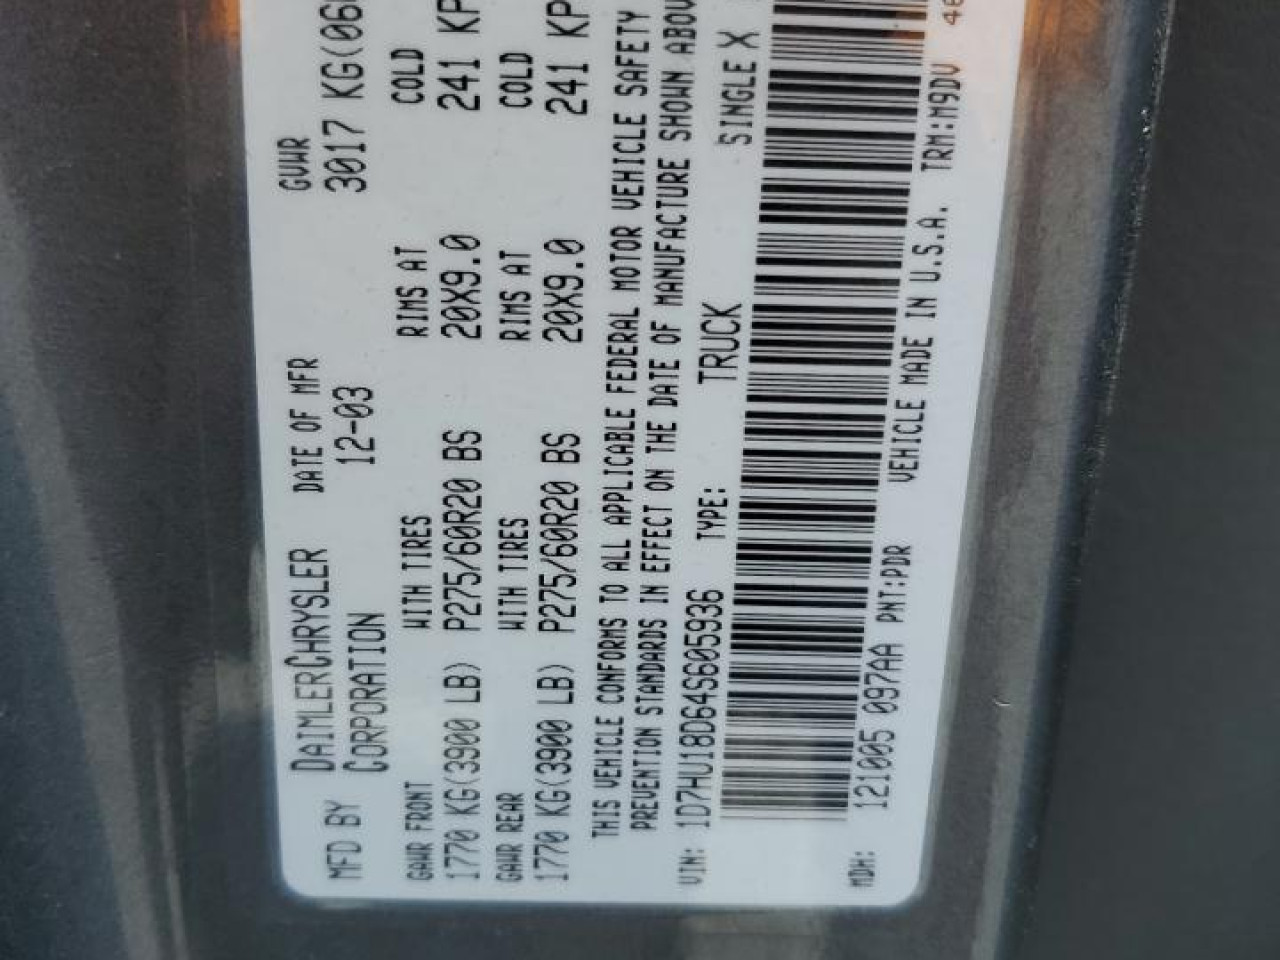 MFD BY DAIMLERCHRYSLER DATE OF MFR GVWR
CORPORATION 12-03 3017 KG(
GAWR FRONT WITH TIRES RIMS AT COLD
1770 KG(3900 LB) P275/60R20 BS 20X9.0 241 KP
GAWR REAR WITH TIRES RIMS AT COLD
1770 KG(3900 LB) P275/60R20 BS 20X9.0 241 KP
THIS VEHICLE CONFORMS TO ALL APPLICABLE FEDERAL MOTOR VEHICLE SAFETY
PREVENTION STANDARDS IN EFFECT ON THE DATE OF MANUFACTURE SHOWN ABOV
VIN: 1D7HU18D64S605936 TYPE: TRUCK SINGLE X
MDH: 121005 097AA PNT:PDR VEHICLE MADE IN U.S.A. TRM:M9DV